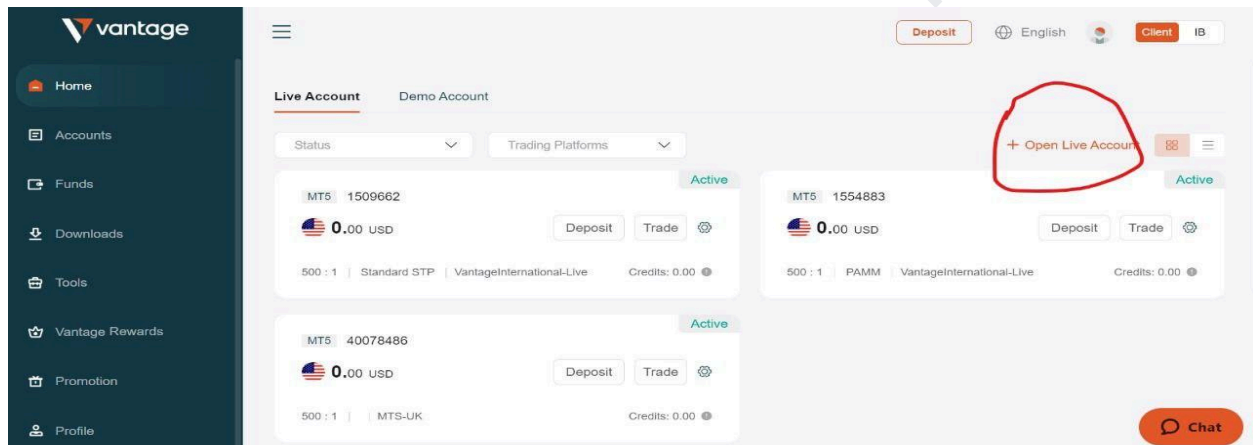 vantage
Deposit
English
Client
IB
Home
Accounts
Funds
Downloads
Tools
Vantage Rewards
Promotion
Profile
Live Account
Demo Account
Status
Trading Platforms
+ Open Live Account
Active
MT5 1509662
0.00 USD
Deposit
Trade
500 : 1 | Standard STP | VantageInternational-Live
Credits: 0.00
Active
MT5 1554883
0.00 USD
Deposit
Trade
500 : 1 | PAMM | VantageInternational-Live
Credits: 0.00
Active
MT5 40078486
0.00 USD
Deposit
Trade
500 : 1 | | MTS-UK
Credits: 0.00
Chat